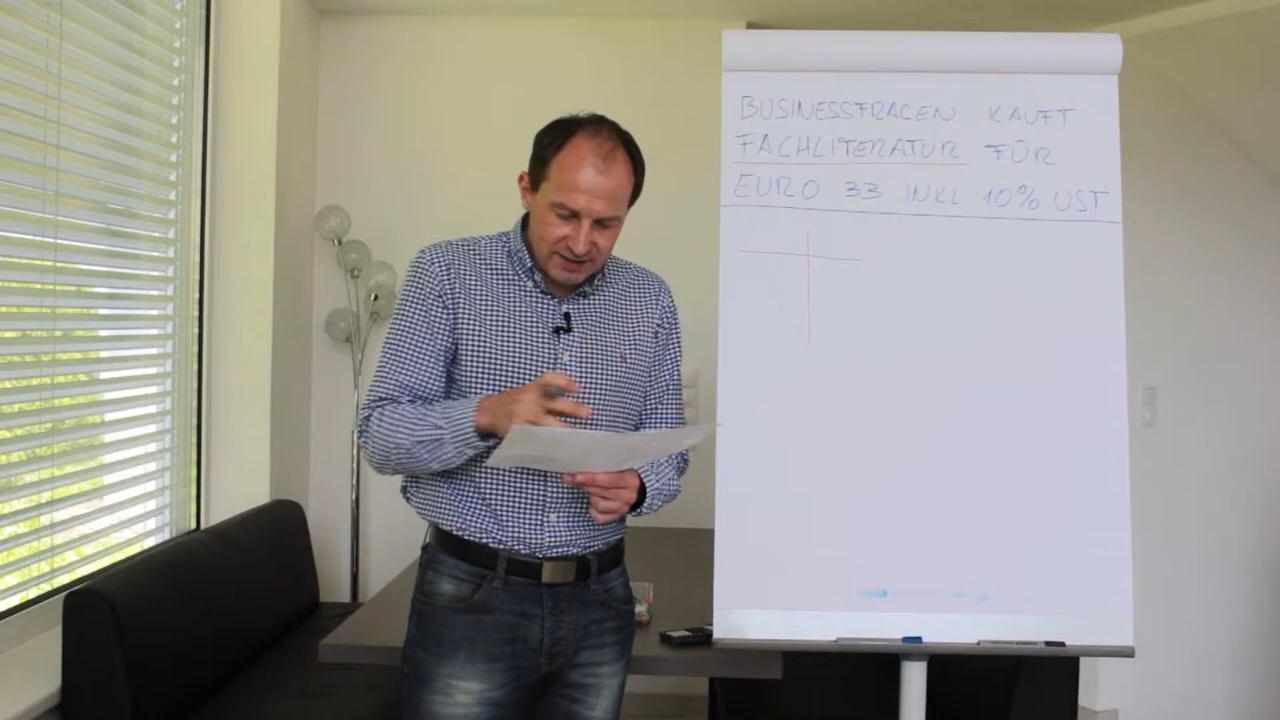 BUSINESSFRAGEN KAUFT
FACHLITERATUR FÜR
EURO 33 INKL 10% UST